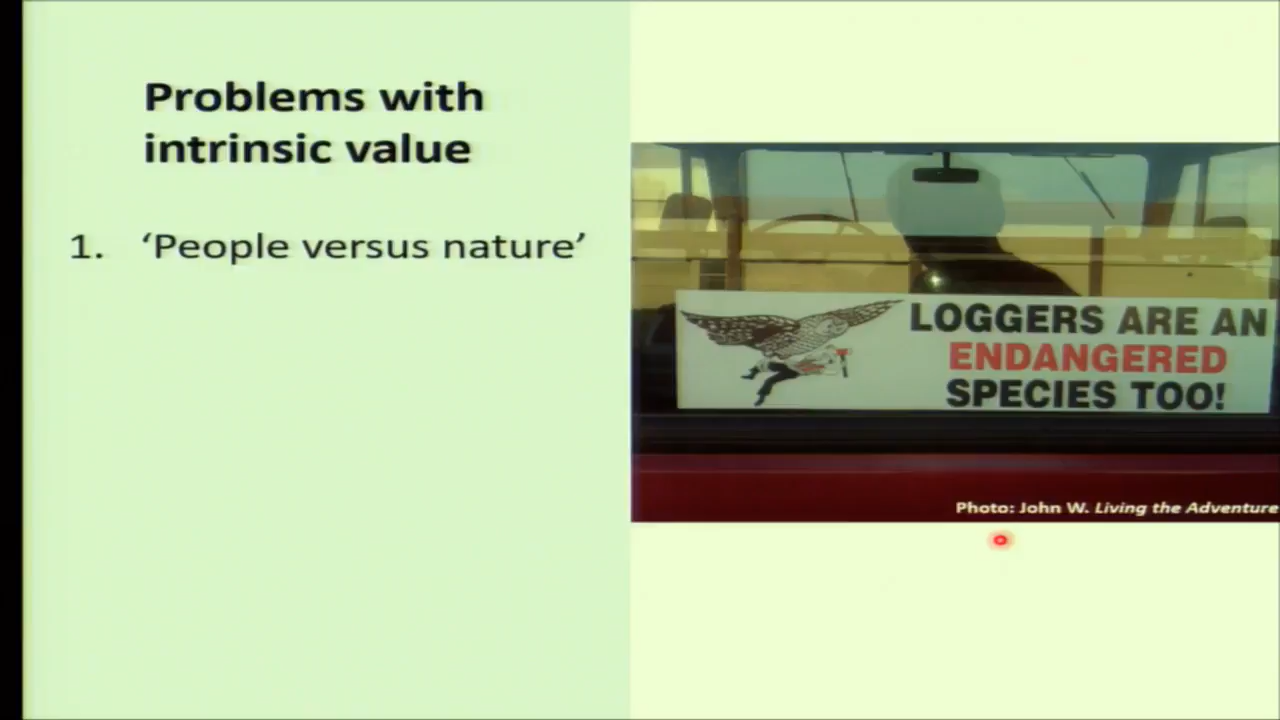 Problems with
intrinsic value
1. ‘People versus nature’
LOGGERS ARE AN
ENDANGERED
SPECIES TOO!
Photo: John W. Living the Adventure